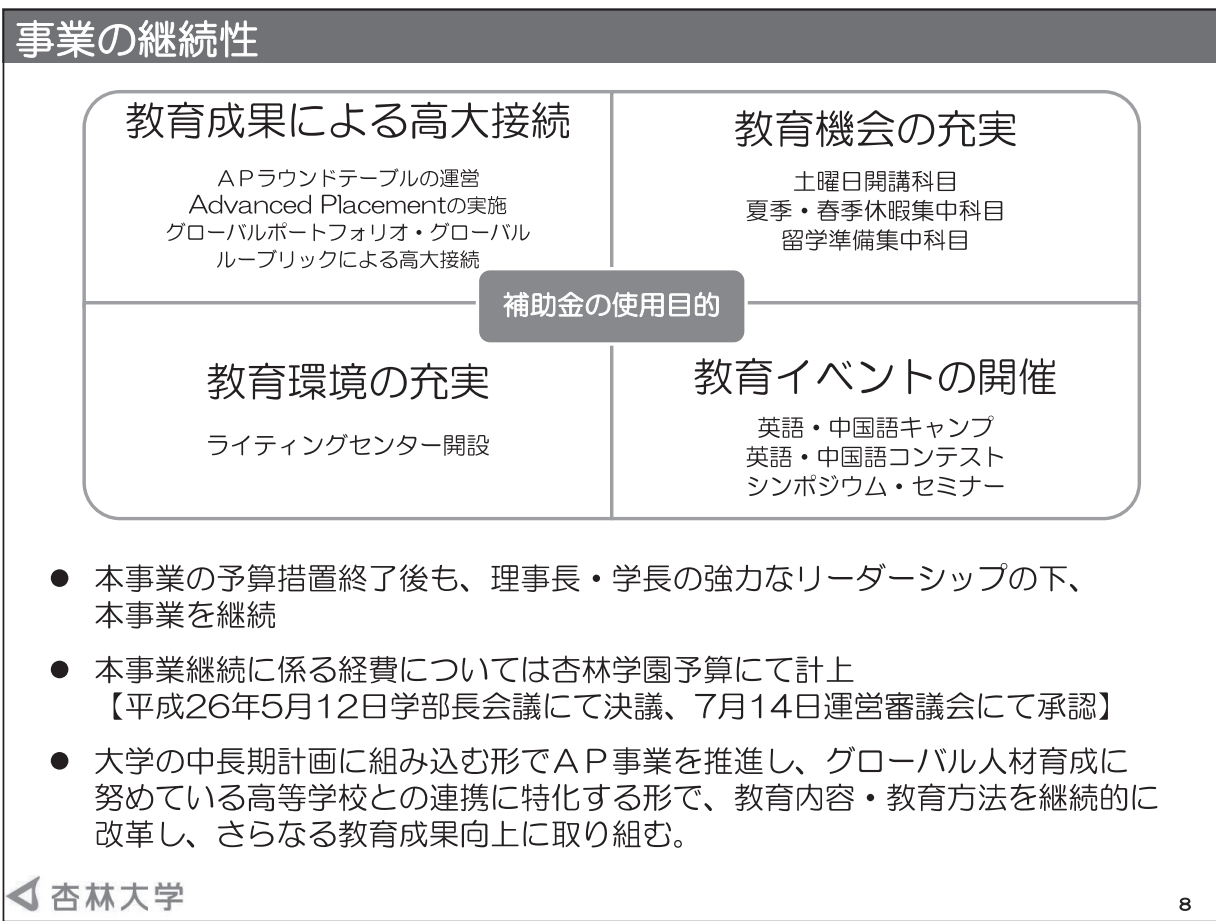 事業の継続性
教育成果による高大接続
APラウンドテーブルの運営
Advanced Placementの実施
グローバルポートフォリオ・グローバル
ルーブリックによる高大接続
教育機会の充実
土曜日開講科目
夏季・春季休暇集中科目
留学準備集中科目
補助金の使用目的
教育環境の充実
ライティングセンター開設
教育イベントの開催
英語・中国語キャンプ
英語・中国語コンテスト
シンポジウム・セミナー
● 本事業の予算措置終了後も、理事長・学長の強力なリーダーシップの下、
本事業を継続
● 本事業継続に係る経費については杏林学園予算にて計上
【平成26年5月12日学部長会議にて決議、7月14日運営審議会にて承認】
● 大学の中長期計画に組み込む形でAP事業を推進し、グローバル人材育成に
努めている高等学校との連携に特化する形で、教育内容・教育方法を継続的に
改革し、さらなる教育成果向上に取り組む。
杏林大学
8